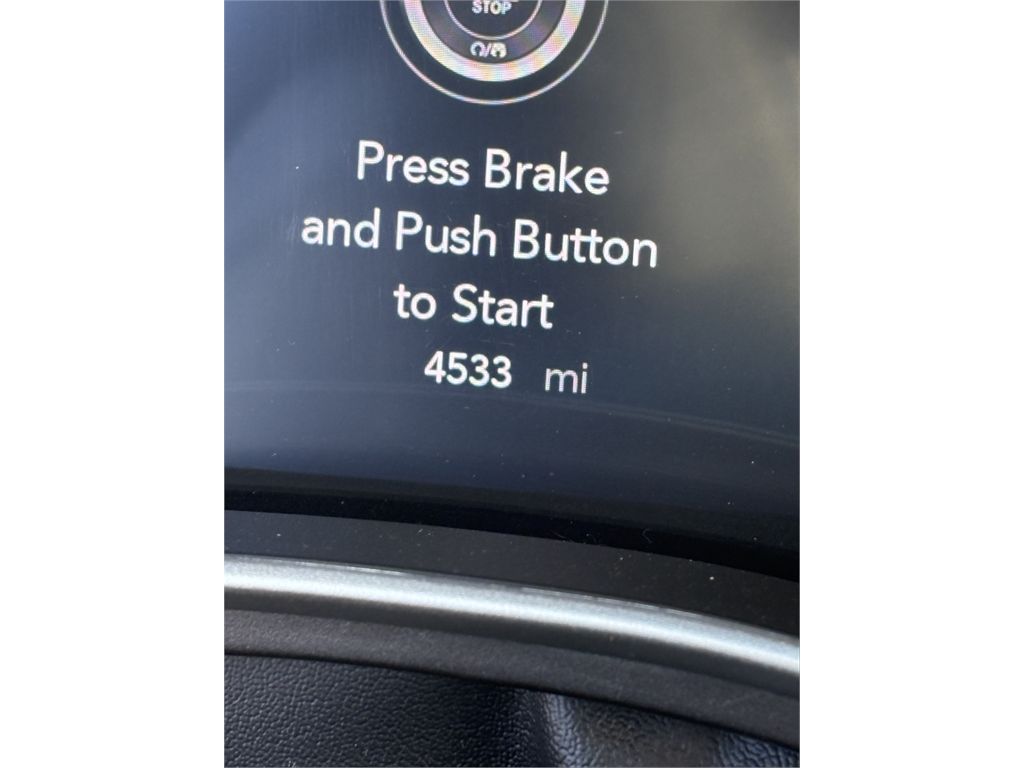 STOP
Press Brake
and Push Button
to Start
4533 mi